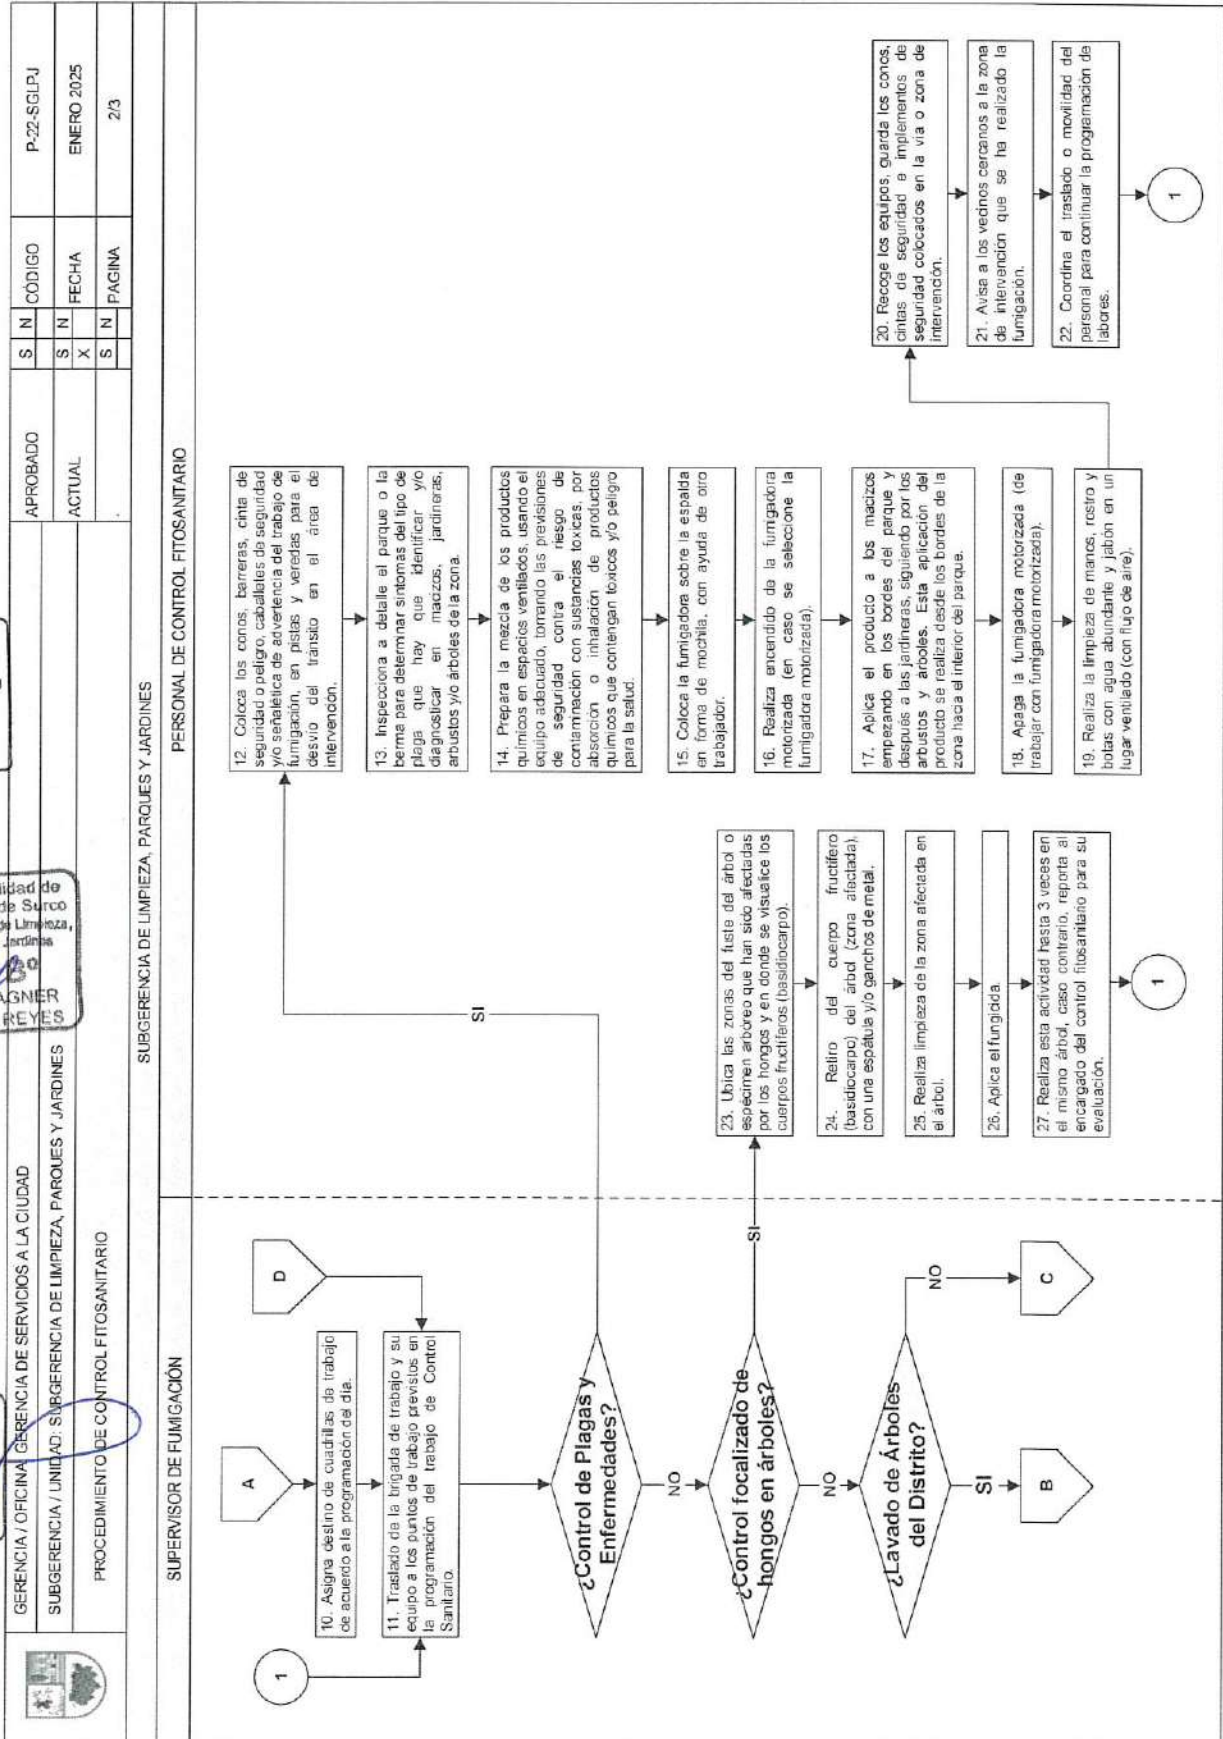 GERENCIA / OFICINA: GERENCIA DE SERVICIOS A LA CIUDAD
SUBGERENCIA / UNIDAD: SUBGERENCIA DE LIMPIEZA, PARQUES Y JARDINES
PROCEDIMIENTO DE CONTROL FITOSANITARIO
de Surco
de Limpieza,
Jardines
REYES
APROBADO
S N
CÓDIGO
P-22-SGLPJ
ACTUAL
S N
X
FECHA
ENERO 2025
S N
PAGINA
2/3
SUBGERENCIA DE LIMPIEZA, PARQUES Y JARDINES
SUPERVISOR DE FUMIGACIÓN
PERSONAL DE CONTROL FITOSANITARIO
1
A
D
10. Asigna destino de cuadrillas de trabajo
de acuerdo a la programación del día.
11. Traslado de la brigada de trabajo y su
equipo a los puntos de trabajo previstos en
la programación del trabajo de Control
Sanitario.
¿Control de Plagas y
Enfermedades?
SI
NO
¿Control focalizado de
hongos en árboles?
SI
NO
¿Lavado de Árboles
del Distrito?
NO
SI
B
C
12. Coloca los conos, barreras, cinta de
seguridad o peligro, caballetes de seguridad
y/o señalética de advertencia del trabajo de
fumigación, en pistas y veredas para el
desvío del tránsito en el área de
intervención.
13. Inspecciona a detalle el parque o la
berma para determinar síntomas del tipo de
plaga que hay que identificar y/o
diagnosticar en macizos, jardineras,
arbustos y/o árboles de la zona.
14. Prepara la mezcla de los productos
químicos en espacios ventilados, usando el
equipo adecuado, tomando las previsiones
de seguridad contra el riesgo de
contaminación con sustancias toxicas, por
absorción o inhalación de productos
químicos que contengan toxicos y/o peligro
para la salud.
15. Coloca la fumigadora sobre la espalda
en forma de mochila, con ayuda de otro
trabajador.
16. Realiza encendido de la fumigadora
motorizada (en caso se seleccione la
fumigadora motorizada).
17. Aplica el producto a los macizos
empezando en los bordes del parque y
después a las jardineras, siguiendo por los
arbustos y árboles. Esta aplicación del
producto se realiza desde los bordes de la
zona hacia el interior del parque.
18. Apaga la fumigadora motorizada (de
trabajar con fumigadora motorizada).
19. Realiza la limpieza de manos, rostro y
botas con agua abundante y jabón en un
lugar ventilado (con flujo de aire).
20. Recoge los equipos, guarda los conos,
cintas de seguridad e implementos de
seguridad colocados en la via o zona de
intervención.
21. Avisa a los vecinos cercanos a la zona
de intervención que se ha realizado la
fumigación.
22. Coordina el traslado o movilidad del
personal para continuar la programación de
labores.
1
23. Ubica las zonas del fuste del árbol o
espécimen arbóreo que han sido afectadas
por los hongos y en donde se visualice los
cuerpos fructíferos (basidiocarpo).
24. Retiro del cuerpo fructífero
(basidiocarpo) del árbol (zona afectada),
con una espátula y/o ganchos de metal.
25. Realiza limpieza de la zona afectada en
el árbol.
26. Aplica el fungicida.
27. Realiza esta actividad hasta 3 veces en
el mismo árbol, caso contrario, reporta al
encargado del control fitosanitario para su
evaluación.
1